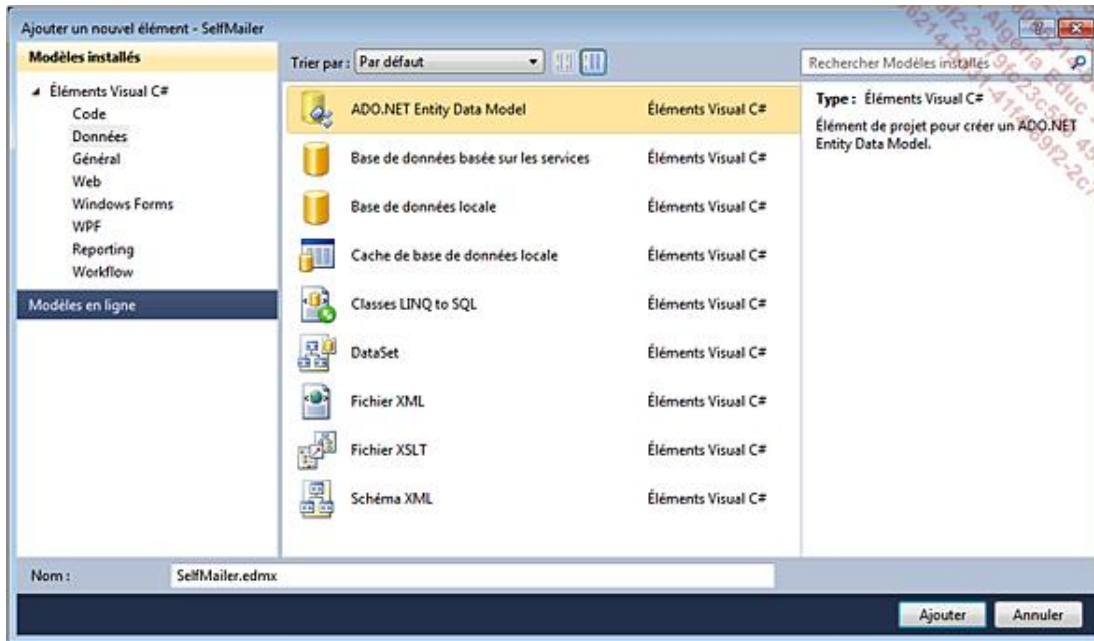 Ajouter un nouvel élément - SelfMailer
Modèles installés
Éléments Visual C#
Code
Données
Général
Web
Windows Forms
WPF
Reporting
Workflow
Modèles en ligne
Trier par : Par défaut
ADO.NET Entity Data Model Éléments Visual C#
Base de données basée sur les services Éléments Visual C#
Base de données locale Éléments Visual C#
Cache de base de données locale Éléments Visual C#
Classes LINQ to SQL Éléments Visual C#
DataSet Éléments Visual C#
Fichier XML Éléments Visual C#
Fichier XSLT Éléments Visual C#
Schéma XML Éléments Visual C#
Rechercher Modèles installés
Type : Éléments Visual C#
Élément de projet pour créer un ADO.NET
Entity Data Model.
Nom : SelfMailer.edmx
Ajouter Annuler
Algeria Educ